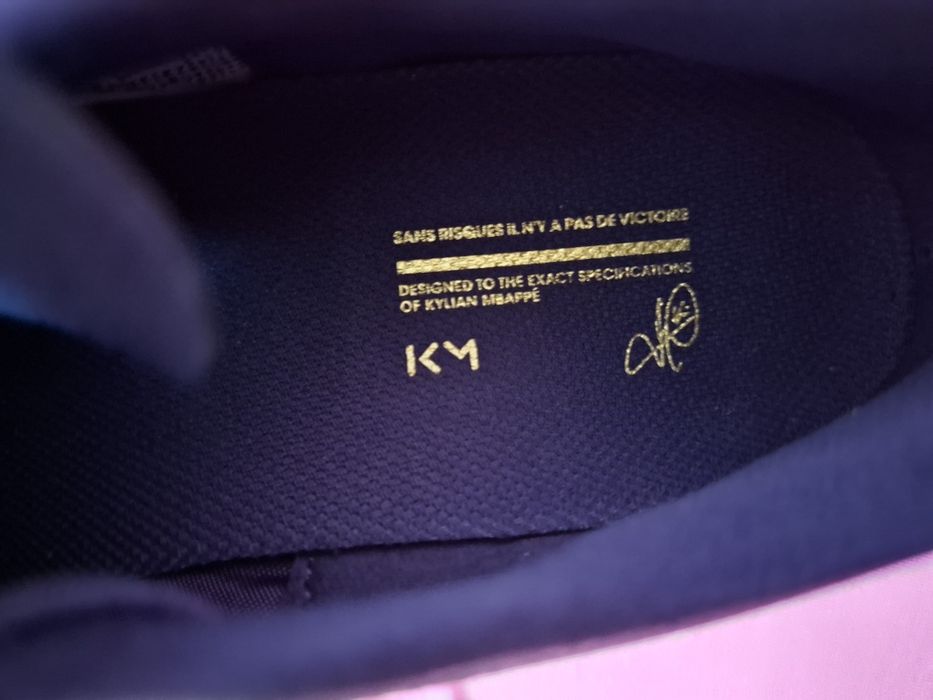 SANS RISQUES IL N'Y A PAS DE VICTOIRE
DESIGNED TO THE EXACT SPECIFICATIONS
OF KYLIAN MBAPPÉ
KM